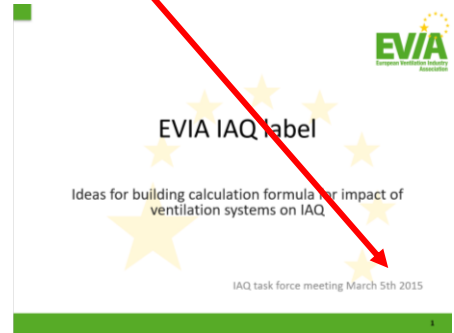 EVIA
European Ventilation Industry
Association
EVIA IAQ label
Ideas for building calculation formula for impact of
ventilation systems on IAQ
IAQ task force meeting March 5th 2015
1